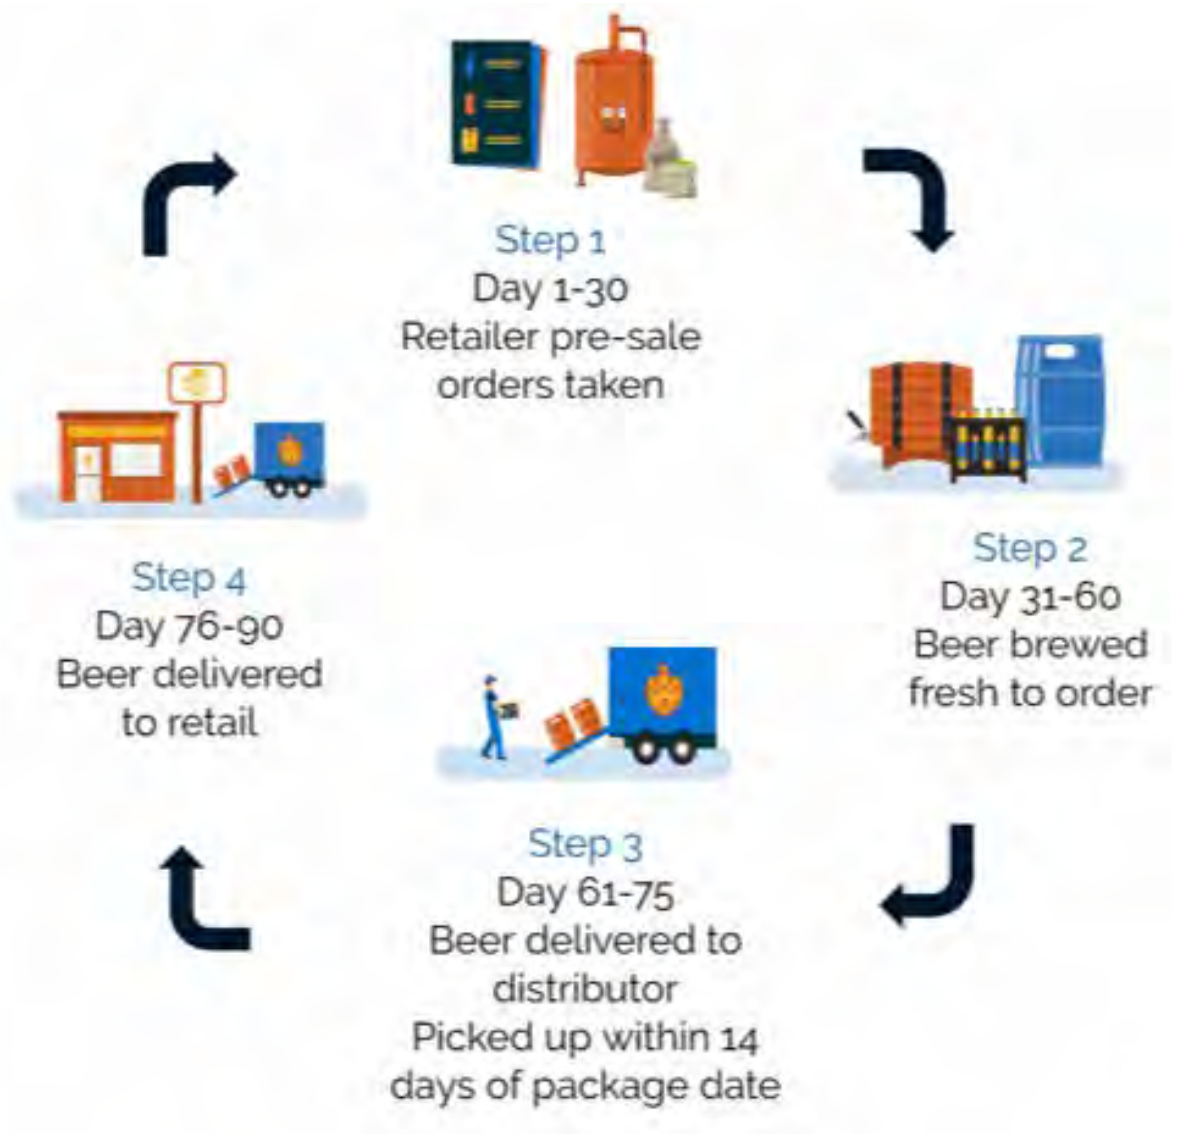 Step 1
Day 1-30
Retailer pre-sale
orders taken
Step 2
Day 31-60
Beer brewed
fresh to order
Step 3
Day 61-75
Beer delivered to
distributor
Picked up within 14
days of package date
Step 4
Day 76-90
Beer delivered
to retail